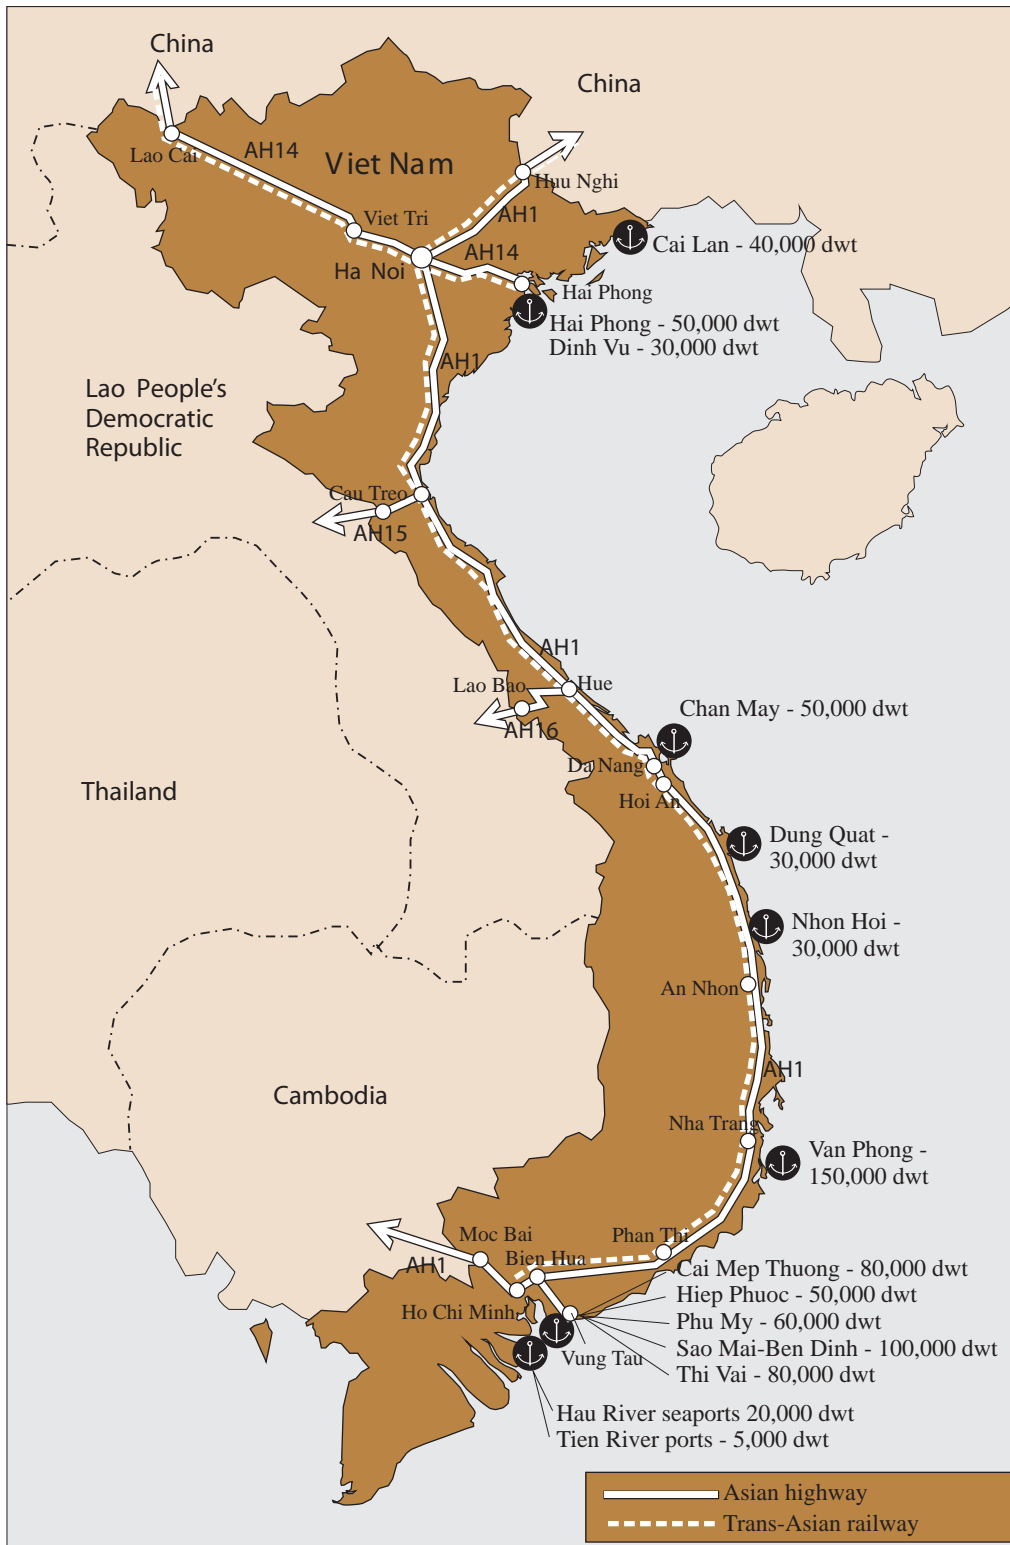 China
China
Lao Cai
AH14
Viet Nam
Huu Nghi
Viet Tri
AH1
Cai Lan - 40,000 dwt
AH14
Ha Noi
Hai Phong
Hai Phong - 50,000 dwt
Dinh Vu - 30,000 dwt
AH1
Lao People's
Democratic
Republic
Cau Treo
AH15
AH1
Lao Bao
Hue
AH16
Chan May - 50,000 dwt
Da Nang
Hoi An
Thailand
Dung Quat -
30,000 dwt
Nhon Hoi -
30,000 dwt
An Nhon
AH1
Cambodia
Nha Trang
Van Phong -
150,000 dwt
Moc Bai
Phan Thi
Bien Hua
AH1
Cai Mep Thuong - 80,000 dwt
Ho Chi Minh
Hiep Phuoc - 50,000 dwt
Phu My - 60,000 dwt
Sao Mai-Ben Dinh - 100,000 dwt
Vung Tau
Thi Vai - 80,000 dwt
Hau River seaports 20,000 dwt
Tien River ports - 5,000 dwt
Asian highway
Trans-Asian railway